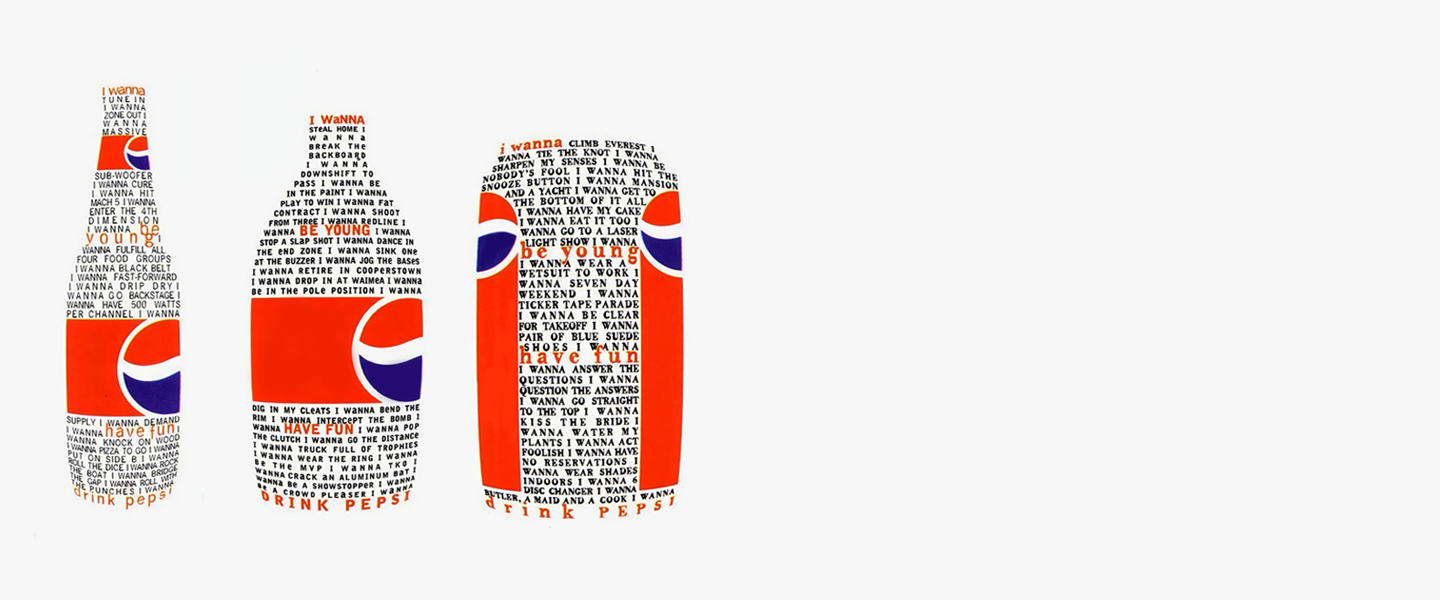 I wanna
TUNE IN
I WANNA
ZONE OUT I
WANNA
MASSIVE
SUB-WOOFER
I WANNA CURE
I WANNA HIT
MACH 5 I WANNA
ENTER THE 4TH
DIMENSION
I WANNA be
young I
WANNA FULFILL ALL
FOUR FOOD GROUPS
I WANNA BLACK BELT
I WANNA FAST-FORWARD
I WANNA DRIP DRY I
WANNA GO BACKSTAGE I
WANNA HAVE 500 WATTS
PER CHANNEL I WANNA
SUPPLY I WANNA DEMAND
I WANNA have fun I
WANNA KNOCK ON WOOD
I WANNA PIZZA TO GO I WANNA
PUT ON SIDE B I WANNA
ROLL THE DICE I WANNA ROCK
THE BOAT I WANNA BRIDGE
THE GAP I WANNA ROLL WITH
THE PUNCHES I WANNA
drink pepsi
I WaNNA
STeAL HOME I
WaNNA
BReAK THe
BACKBOARD
I WANNA
DOWNSHIFT TO
PASS I WANNA BE
IN THE PAINT I WANNA
PLAY TO WIN I WANNA FAT
CONTRACT I WANNA SHOOT
FROM THReE I WANNA ReDLINE I
WANNA BE YOUNG I WANNA
STOP A SLAP SHOT I WANNA DANCE IN
THE eND ZONE I WANNA SINK ONE
AT THE BUZZeR I WANNA JOG THE BASES
I WANNA RETIRE IN COOPERSTOWN
I WANNA DROP IN AT WAIMeA I WANNA
Be IN THE POLe POSITION I WANNA
DIG IN MY CLEATS I WANNA BeND THE
RIM I WANNA INTERCePT THE BOMB I
WANNA HAVE FUN I WANNA POP
THE CLUTCH I WANNA GO THE DISTANCe
I WANNA TRUCK FULL OF TROPHIES
I WANNA WEAR THE RING I WANNA
Be THe MVP I WANNA TKO I
WANNA CRACK AN ALUMINUM BAT I
WANNA Be A SHOWSTOPPER I WANNA
Be A CROWD PLEASER I WANNA
DRINK PEPSI
i wanna CLIMB EVEREST I
WANNA TIE THE KNOT I WANNA
SHARPEN MY SENSES I WANNA BE
NOBODY'S FOOL I WANNA HIT THE
SNOOZE BUTTON I WANNA MANSION
AND A YACHT I WANNA GET TO
THE BOTTOM OF IT ALL
I WANNA HAVE MY CAKE
I WANNA EAT IT TOO I
WANNA GO TO A LASER
LIGHT SHOW I WANNA
be young
I WANNA WEAR A
WETSUIT TO WORK I
WANNA SEVEN DAY
WEEKEND I WANNA
TICKER TAPE PARADE
I WANNA BE CLEAR
FOR TAKEOFF I WANNA
PAIR OF BLUE SUEDE
SHOES I WANNA
have fun
I WANNA ANSWER THE
QUESTIONS I WANNA
QUESTION THE ANSWERS
I WANNA GO STRAIGHT
TO THE TOP I WANNA
KISS THE BRIDE I
WANNA WATER MY
PLANTS I WANNA ACT
FOOLISH I WANNA HAVE
NO RESERVATIONS I
WANNA WEAR SHADES
INDOORS I WANNA 6
DISC CHANGER I WANNA
BUTLER, A MAID AND A COOK I WANNA
drink PEPSI